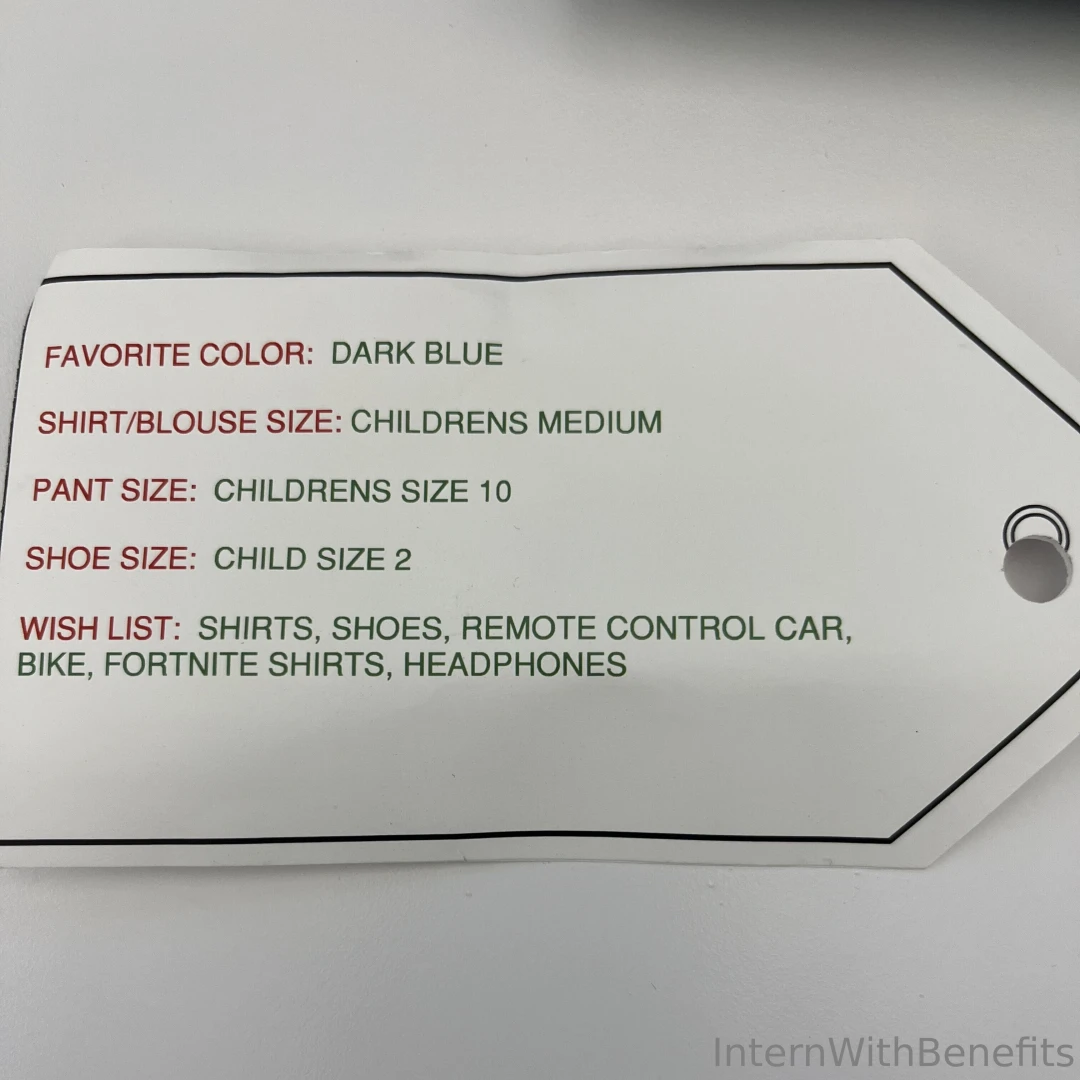 FAVORITE COLOR: DARK BLUE
SHIRT/BLOUSE SIZE: CHILDRENS MEDIUM
PANT SIZE: CHILDRENS SIZE 10
SHOE SIZE: CHILD SIZE 2
WISH LIST: SHIRTS, SHOES, REMOTE CONTROL CAR,
BIKE, FORTNITE SHIRTS, HEADPHONES
InternWithBenefits